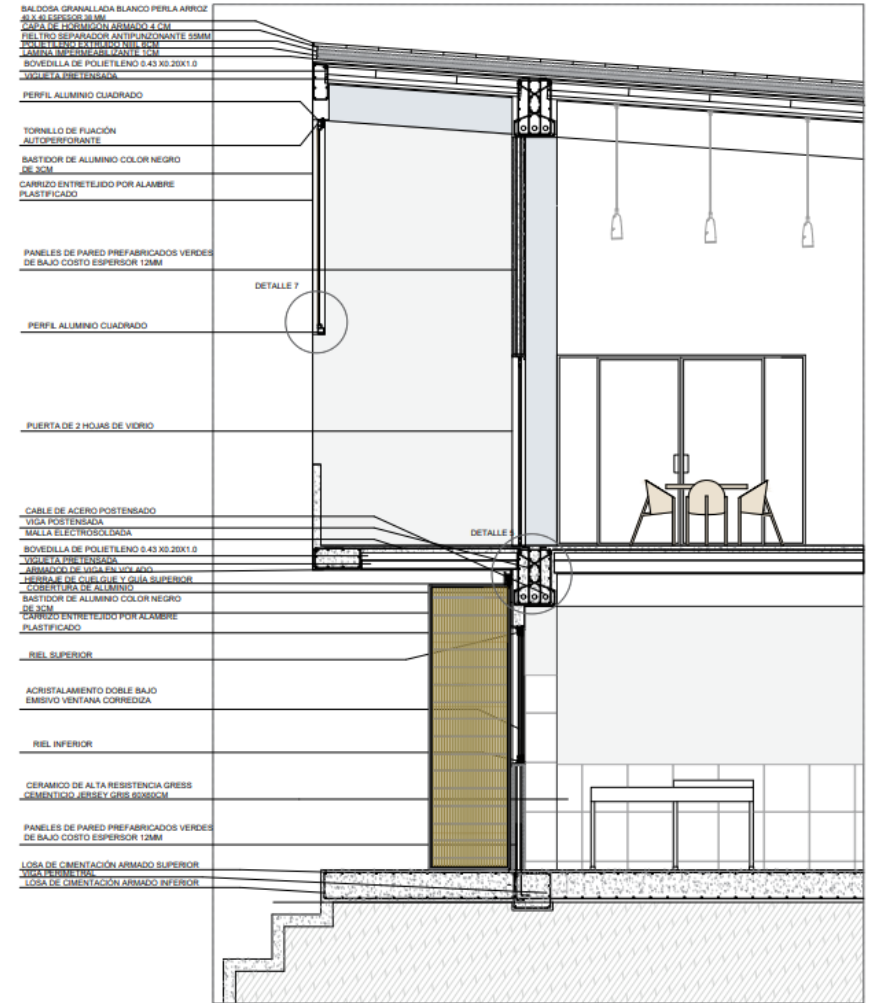 BALDOSA GRANALLADA BLANCO PERLA ARROZ
40 X 40 ESPESOR 38 MM
CAPA DE HORMIGON ARMADO 4 CM
FIELTRO SEPARADOR ANTIPUNZONANTE 55MM
POLIETILENO EXTRUIDO NIIL 6CM
LAMINA IMPERMEABILIZANTE 1CM
BOVEDILLA DE POLIETILENO 0.43 X0.20X1.0
VIGUETA PRETENSADA
PERFIL ALUMINIO CUADRADO
TORNILLO DE FIJACIÓN
AUTOPERFORANTE
BASTIDOR DE ALUMINIO COLOR NEGRO
DE 3CM
CARRIZO ENTRETEJIDO POR ALAMBRE
PLASTIFICADO
PANELES DE PARED PREFABRICADOS VERDES
DE BAJO COSTO ESPERSOR 12MM
DETALLE 7
PERFIL ALUMINIO CUADRADO
PUERTA DE 2 HOJAS DE VIDRIO
CABLE DE ACERO POSTENSADO
VIGA POSTENSADA
MALLA ELECTROSOLDADA
DETALLE
BOVEDILLA DE POLIETILENO 0.43 X0.20X1.0
VIGUETA PRETENSADA
ARMADOD DE VIGA EN VOLADO
HERRAJE DE CUELGUE Y GUÍA SUPERIOR
COBERTURA DE ALUMINIO
BASTIDOR DE ALUMINIO COLOR NEGRO
DE 3CM
CARRIZO ENTRETEJIDO POR ALAMBRE
PLASTIFICADO
RIEL SUPERIOR
ACRISTALAMIENTO DOBLE BAJO
EMISIVO VENTANA CORREDIZA
RIEL INFERIOR
CERAMICO DE ALTA RESISTENCIA GRESS
CEMENTICIO JERSEY GRIS 60X60CM
PANELES DE PARED PREFABRICADOS VERDES
DE BAJO COSTO ESPERSOR 12MM
LOSA DE CIMENTACIÓN ARMADO SUPERIOR
VIGA PERIMETRAL
LOSA DE CIMENTACIÓN ARMADO INFERIOR